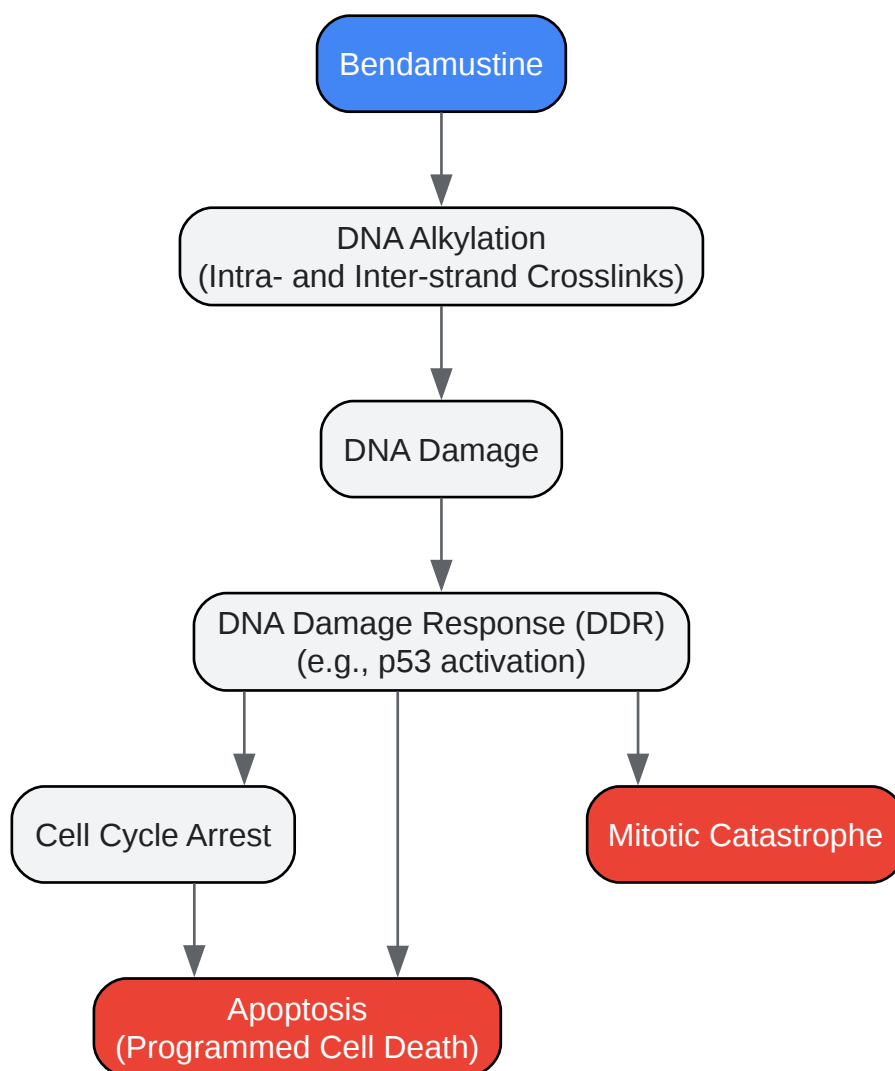 Bendamustine
DNA Alkylation
(Intra- and Inter-strand Crosslinks)
DNA Damage
DNA Damage Response (DDR)
(e.g., p53 activation)
Cell Cycle Arrest
Mitotic Catastrophe
Apoptosis
(Programmed Cell Death)